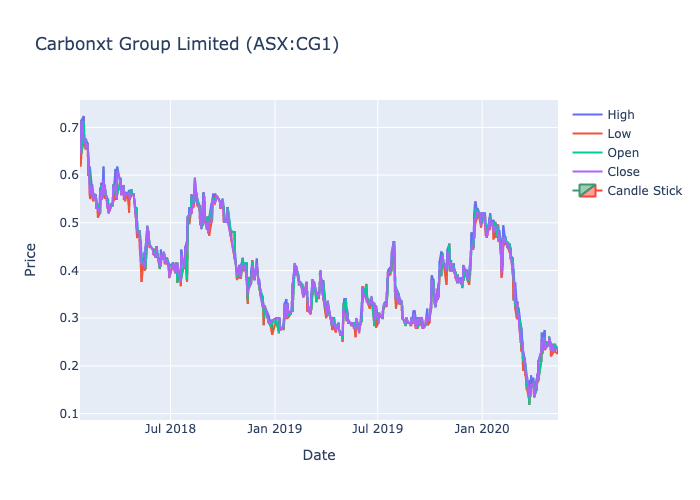 Carbonxt Group Limited (ASX:CG1)
High
Low
Open
Close
Candle Stick
Price
0.7
0.6
0.5
0.4
0.3
0.2
0.1
Jul 2018
Jan 2019
Jul 2019
Jan 2020
Date